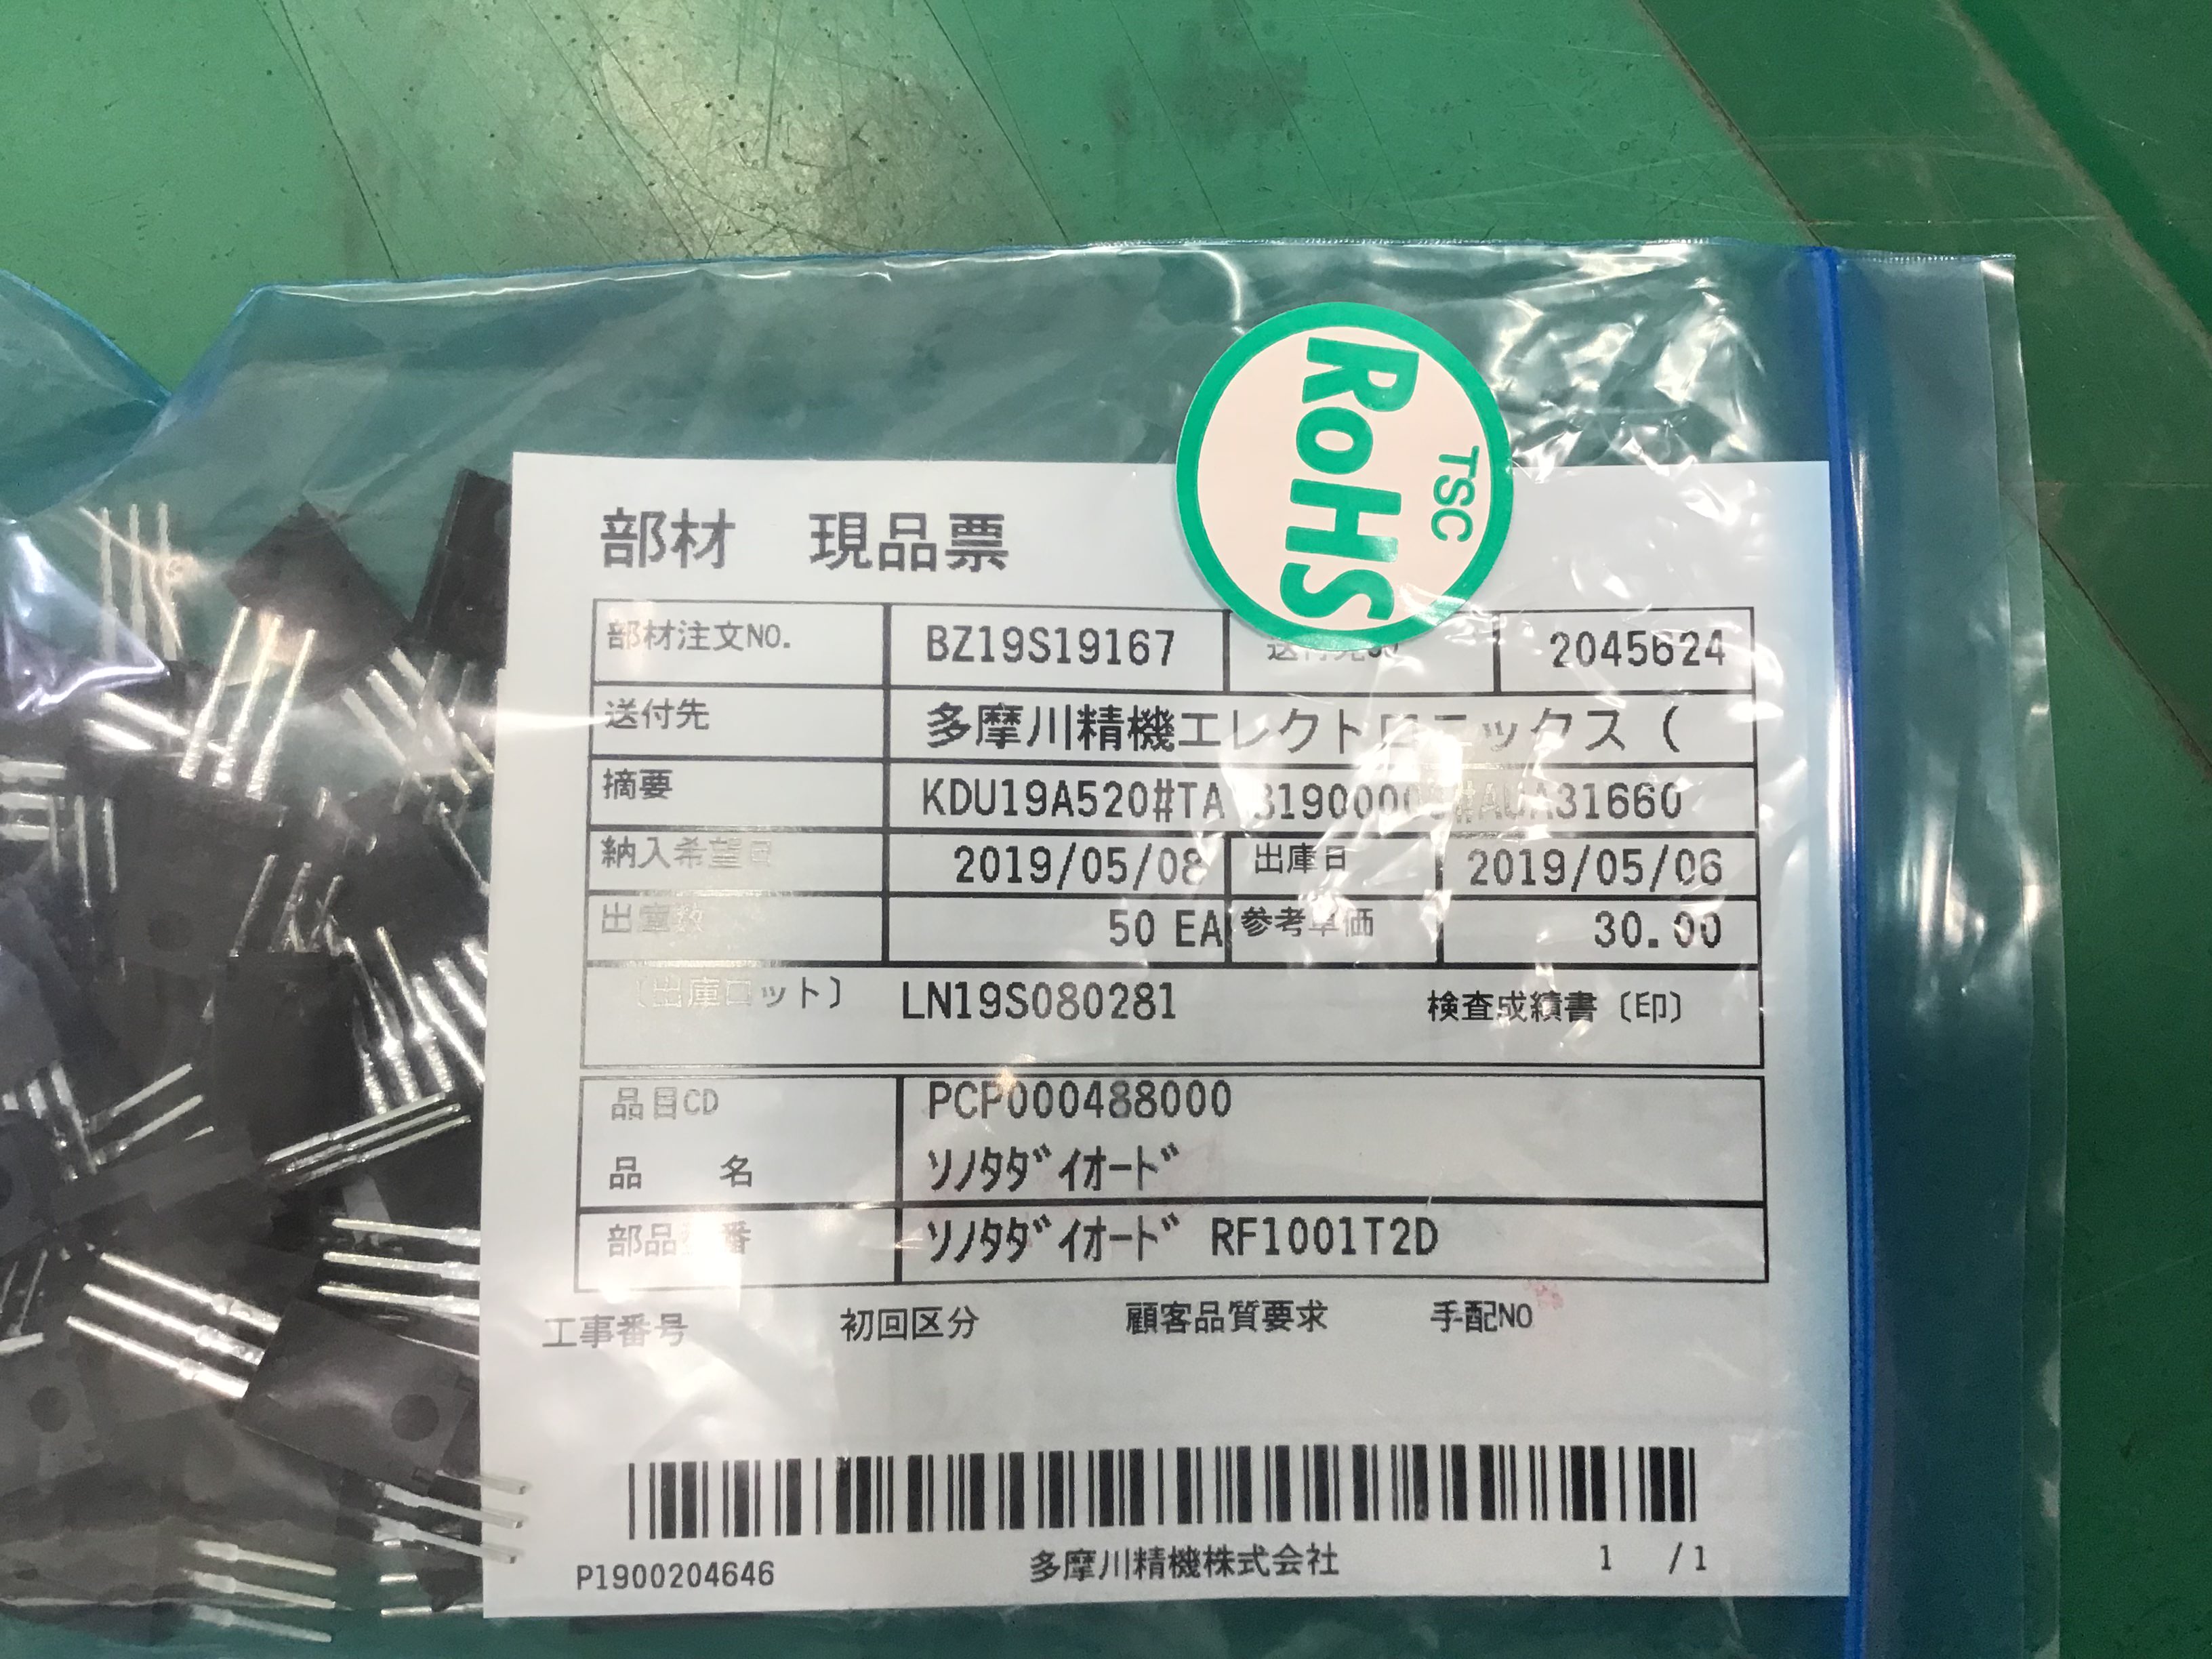 部材 現品票
部材注文NO. BZ19S19167 2045624
送付先 多摩川精機エレクトロニックス (
摘要 KDU19A520#TA
納入希望日 2019/05/08 出庫日 2019/05/06
出庫数 50 EA 参考単価 30.00
(出庫ロット) LN19S080281 検査成績書 (印)
品目CD PCP000488000
品 名 リノタダイオード
部品 番 リノタダイオード RF1001T2D
工事番号 初回区分 顧客品質要求 手配NO
P1900204646 多摩川精機株式会社 1 /1
RoHS
TSC